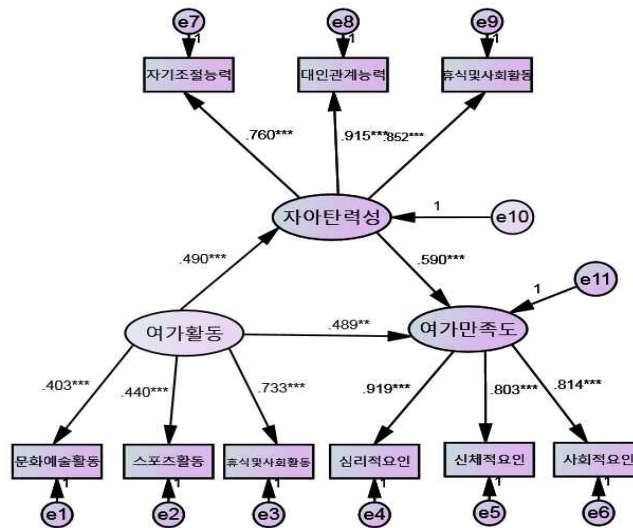 e7 e8 e9
1 1 1
자기조절능력 대인관계능력 휴식및사회활동
.760*** .915*** .852***
자아탄력성 1 e10
.490*** .590*** e11
1
여가활동 .489** 여가만족도
.403*** .440*** .733*** .919*** .803*** .814***
문화예술활동 스포츠활동 휴식및사회활동 심리적요인 신체적요인 사회적요인
1 1 1 1 1 1
e1 e2 e3 e4 e5 e6